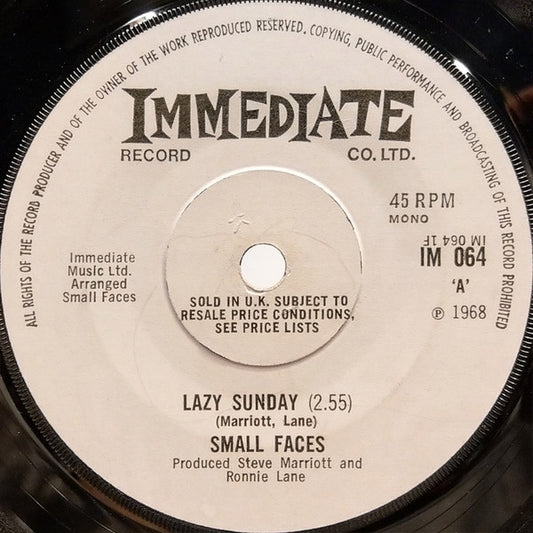 ALL RIGHTS OF THE RECORD PRODUCER AND OF THE OWNER OF THE WORK REPRODUCED RESERVED. COPYING, PUBLIC PERFORMANCE AND BROADCASTING OF THIS RECORD PROHIBITED
IMMEDIATE
RECORD CO. LTD.
45 RPM
MONO
IM 064 1F
IM 064
'A'
℗ 1968
Immediate
Music Ltd.
Arranged
Small Faces
SOLD IN U.K. SUBJECT TO
RESALE PRICE CONDITIONS,
SEE PRICE LISTS
LAZY SUNDAY (2.55)
(Marriott, Lane)
SMALL FACES
Produced Steve Marriott and
Ronnie Lane